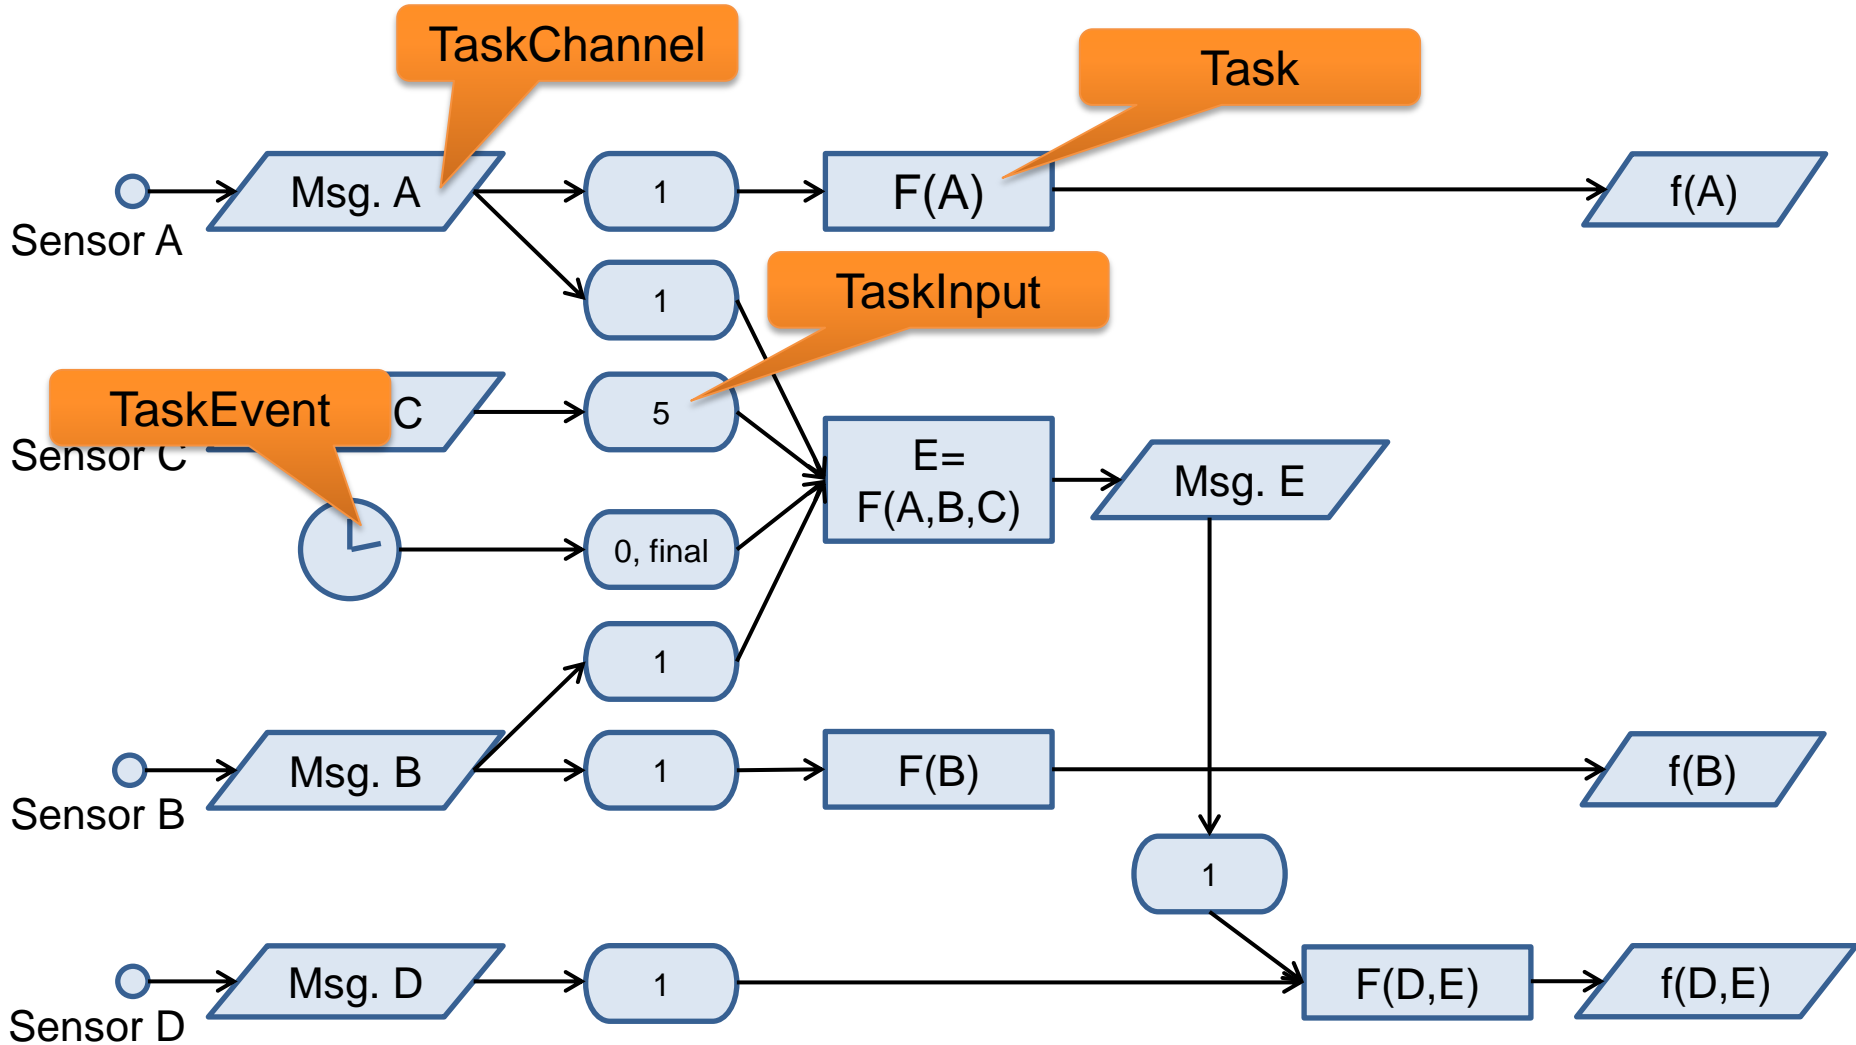 TaskChannel
Task
Msg. A
1
F(A)
f(A)
Sensor A
1
TaskInput
TaskEvent
C
5
Sensor C
E=
F(A,B,C)
Msg. E
0, final
1
Msg. B
1
F(B)
f(B)
Sensor B
1
Msg. D
1
F(D,E)
f(D,E)
Sensor D